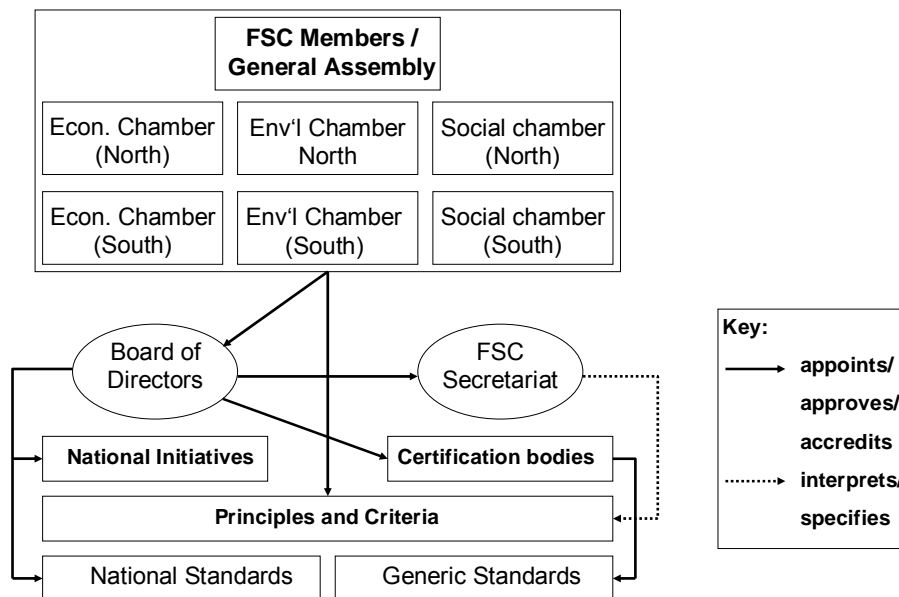 FSC Members /
General Assembly
Econ. Chamber
(North)
Env‘l Chamber
North
Social chamber
(North)
Econ. Chamber
(South)
Env‘l Chamber
(South)
Social chamber
(South)
Board of
Directors
FSC
Secretariat
National Initiatives
Certification bodies
Principles and Criteria
National Standards
Generic Standards
Key:
appoints/
approves/
accredits
interprets/
specifies